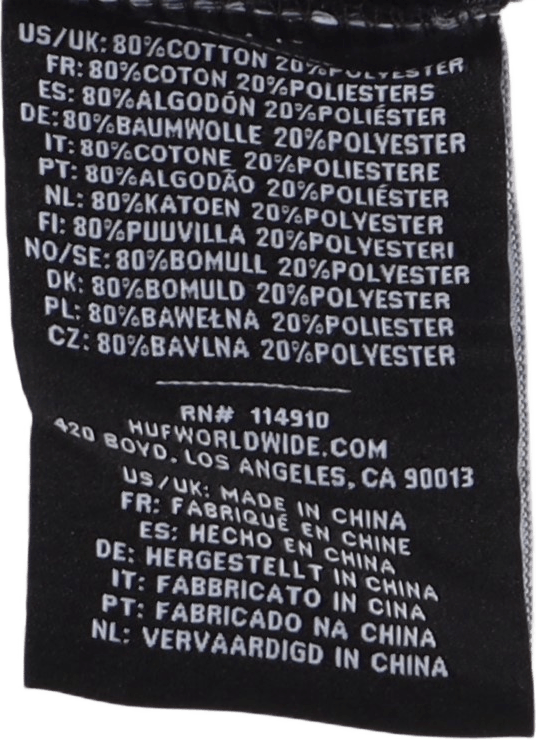 US/UK: 80%COTTON 20%POLYESTER
FR: 80%COTON 20%POLIESTERS
ES: 80%ALGODÓN 20%POLIÉSTER
DE: 80%BAUMWOLLE 20%POLYESTER
IT: 80%COTONE 20%POLIESTERE
PT: 80%ALGODÃO 20%POLIÉSTER
NL: 80%KATOEN 20%POLYESTER
FI: 80%PUUVILLA 20%POLYESTERI
NO/SE: 80%BOMULL 20%POLYESTER
DK: 80%BOMULD 20%POLYESTER
PL: 80%BAWEŁNA 20%POLIESTER
CZ: 80%BAVLNA 20%POLYESTER
RN# 114910
HUFWORLDWIDE.COM
420 BOYD. LOS ANGELES, CA 90013
US/UK: MADE IN CHINA
FR: FABRIQUÉ EN CHINE
ES: HECHO EN CHINA
DE: HERGESTELLT IN CHINA
IT: FABBRICATO IN CINA
PT: FABRICADO NA CHINA
NL: VERVAARDIGD IN CHINA